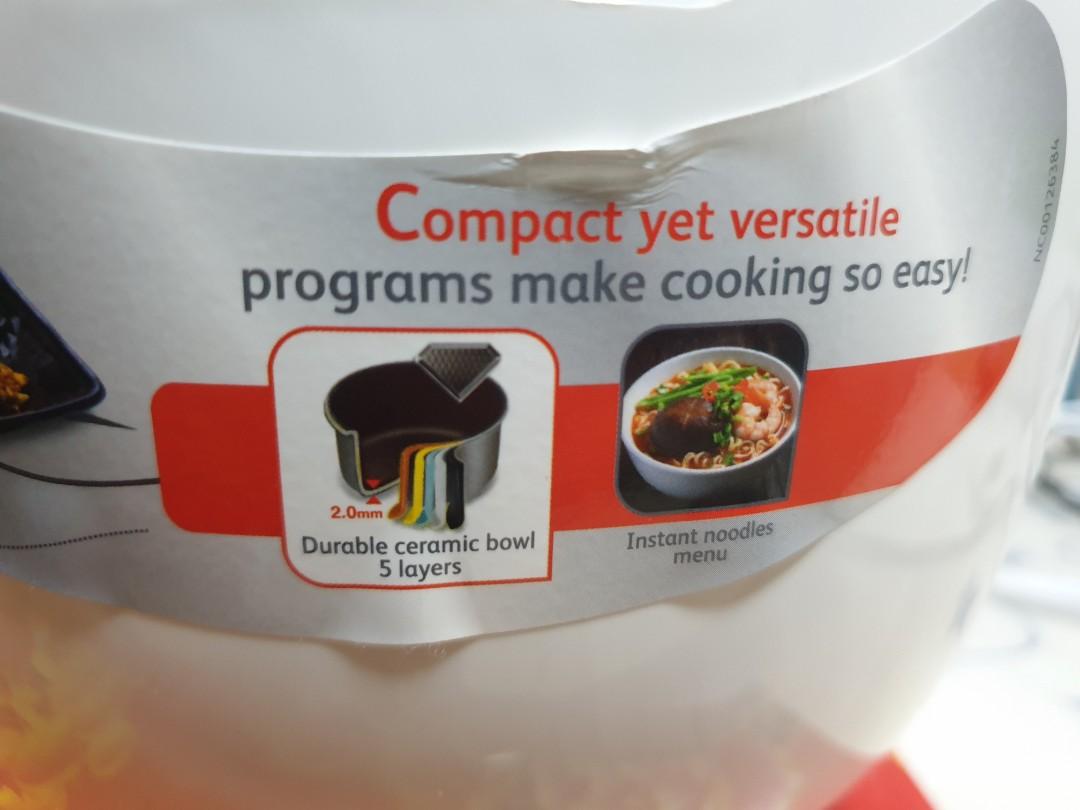 Compact yet versatile
programs make cooking so easy!
2.0mm
Durable ceramic bowl
5 layers
Instant noodles
menu
NC00126384